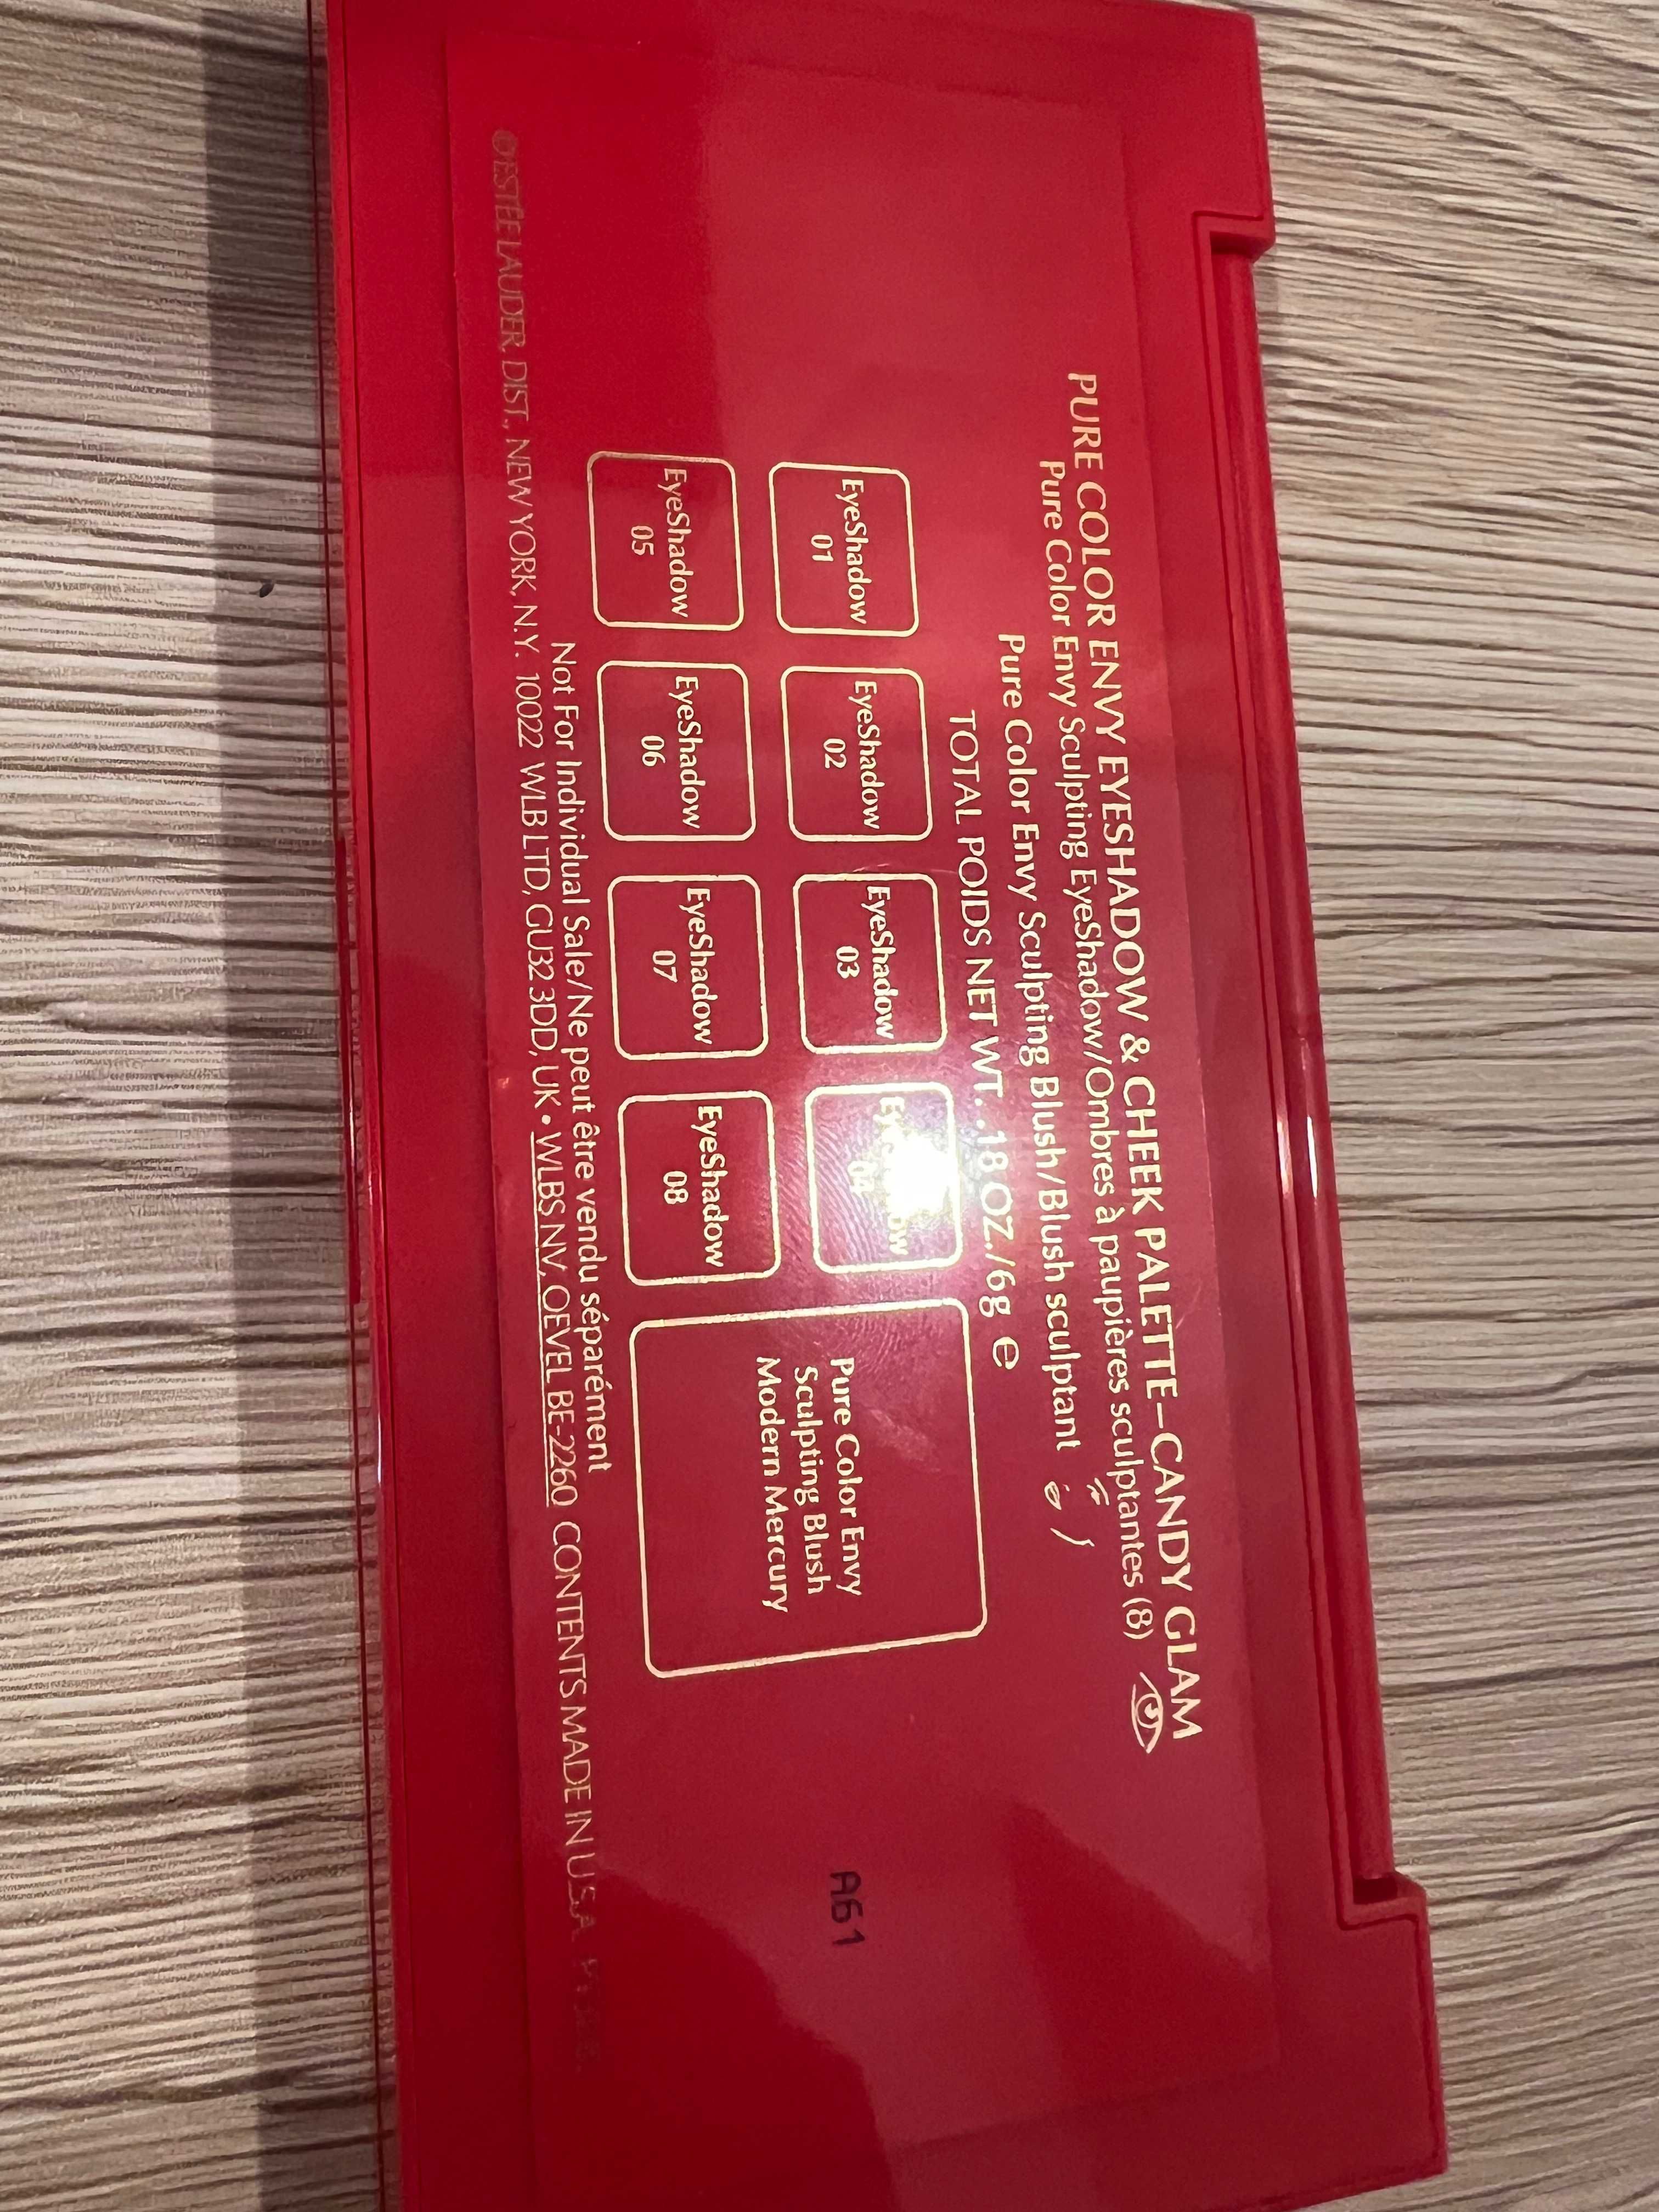 PURE COLOR ENVY EYESHADOW & CHEEK PALETTE–CANDY GLAM
Pure Color Envy Sculpting EyeShadow/Ombres à paupières sculptantes (8)
Pure Color Envy Sculpting Blush/Blush sculptant
TOTAL POIDS NET WT. .18 OZ./6g e
EyeShadow
01
EyeShadow
02
EyeShadow
03
EyeShadow
05
EyeShadow
06
EyeShadow
07
EyeShadow
08
Pure Color Envy
Sculpting Blush
Modern Mercury
A61
Not For Individual Sale/Ne peut être vendu séparément
©ESTÉE LAUDER. DIST., NEW YORK, N.Y. 10022 WLB LTD, GU32 3DD, UK • WLBS NV, OEVEL BE-2260 CONTENTS MADE IN U.S.A.